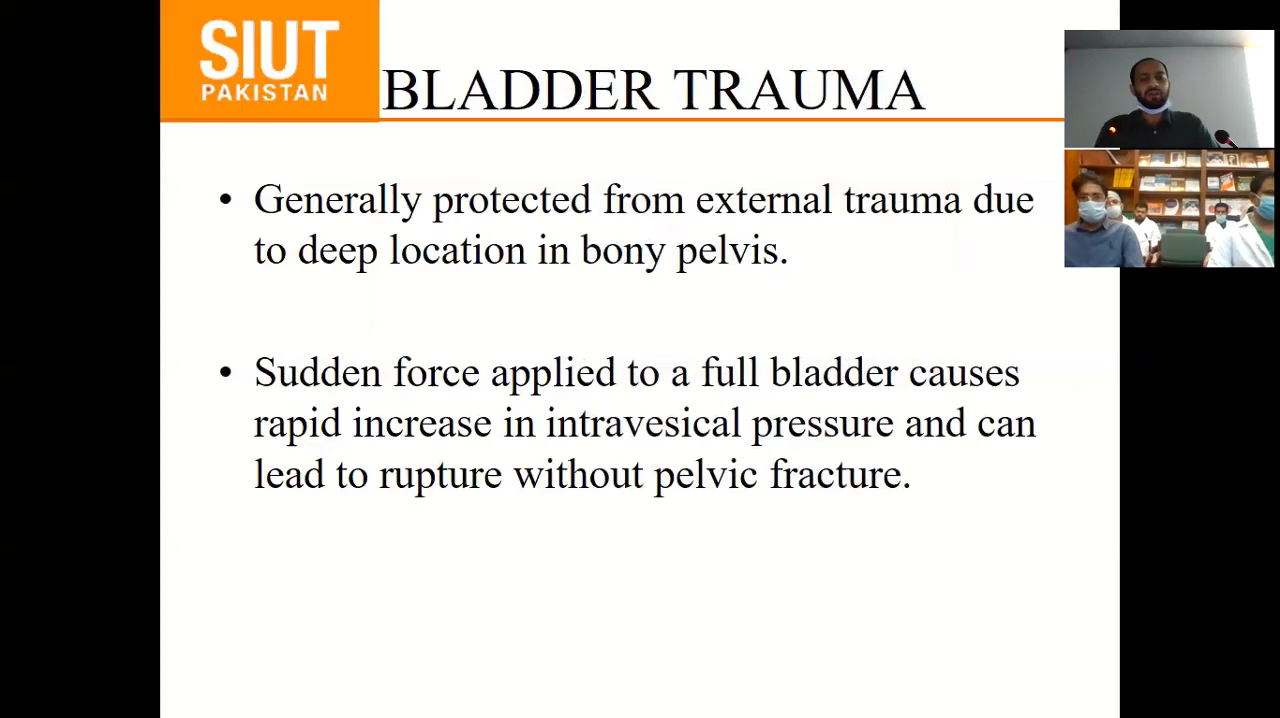 SIUT
PAKISTAN
BLADDER TRAUMA
• Generally protected from external trauma due
to deep location in bony pelvis.
• Sudden force applied to a full bladder causes
rapid increase in intravesical pressure and can
lead to rupture without pelvic fracture.